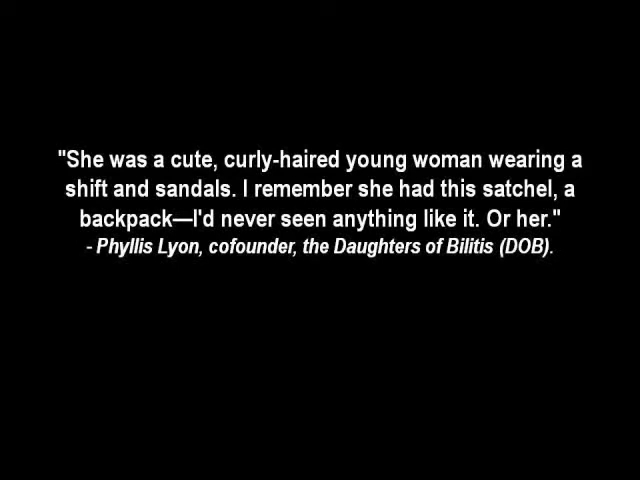 "She was a cute, curly-haired young woman wearing a
shift and sandals. I remember she had this satchel, a
backpack—I'd never seen anything like it. Or her."
- Phyllis Lyon, cofounder, the Daughters of Bilitis (DOB).